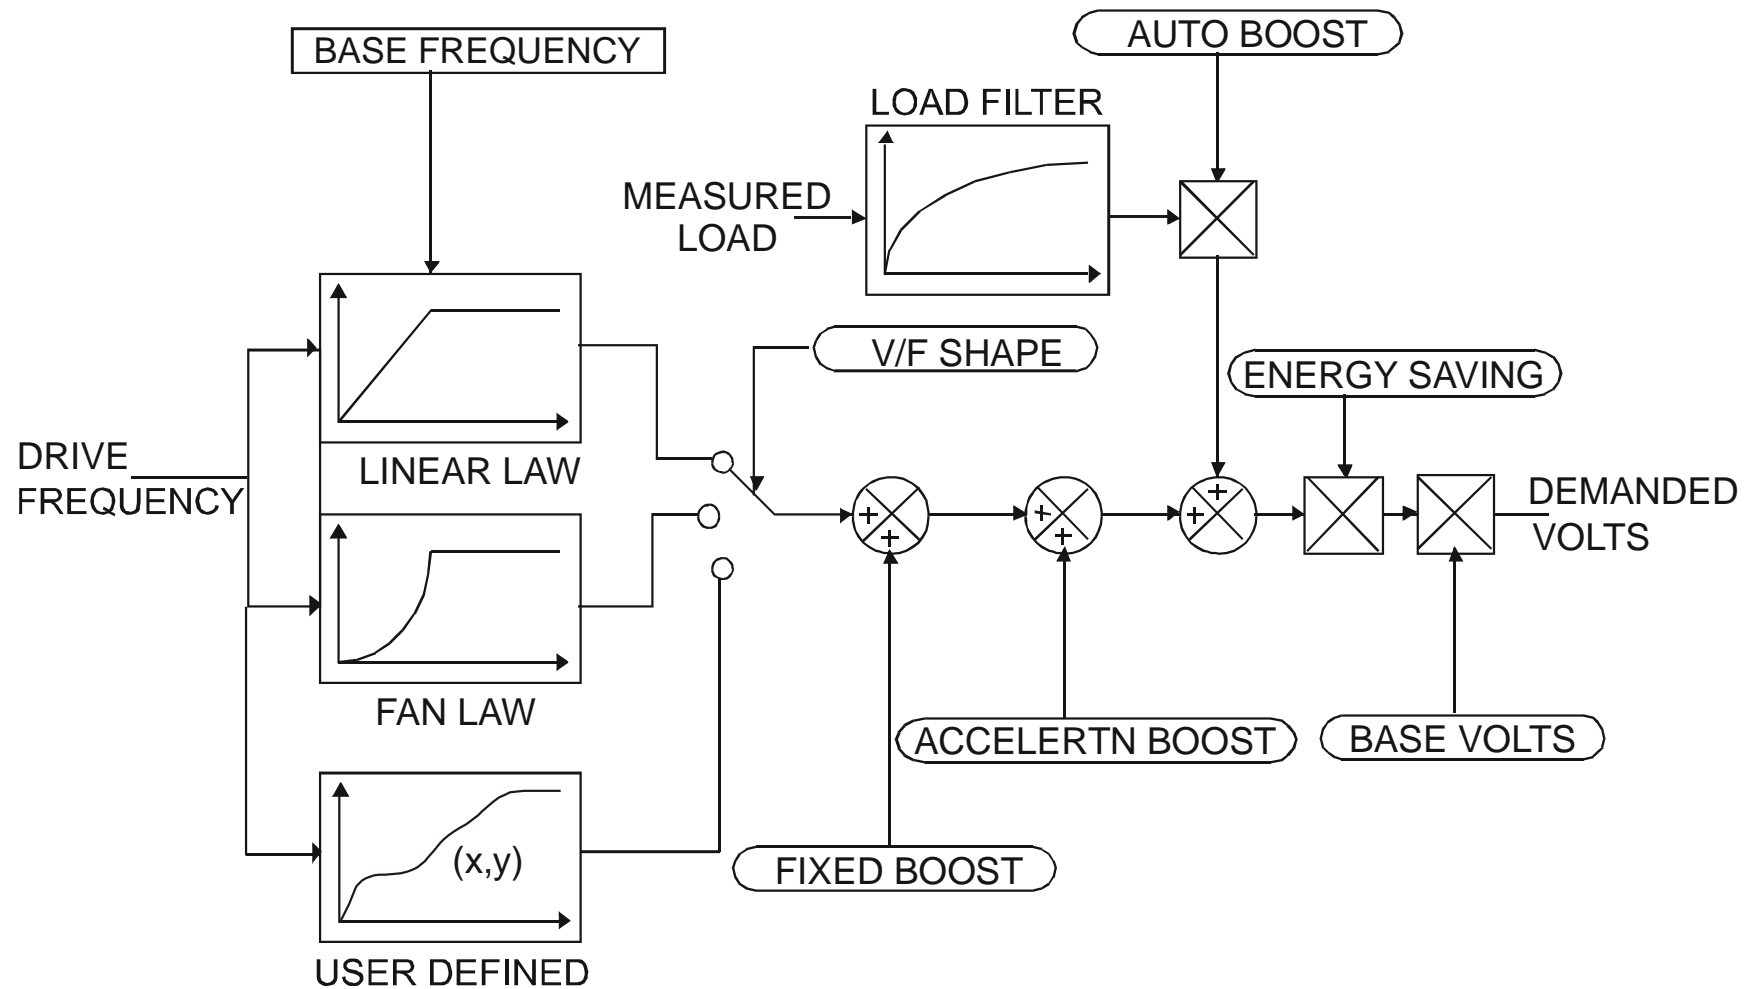 BASE FREQUENCY
AUTO BOOST
LOAD FILTER
MEASURED
LOAD
V/F SHAPE
ENERGY SAVING
DRIVE
FREQUENCY
LINEAR LAW
+
+
+
+
+
+
DEMANDED
VOLTS
FAN LAW
ACCELERTN BOOST
BASE VOLTS
(x,y)
FIXED BOOST
USER DEFINED